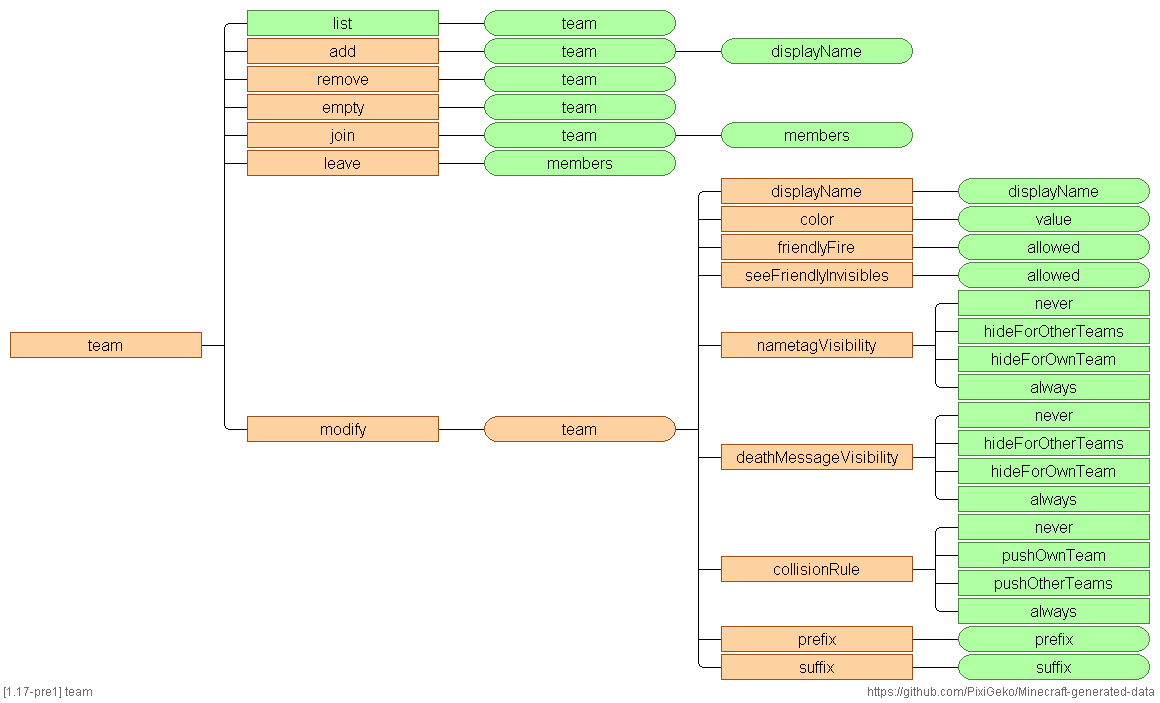 list team
add team displayName
remove team
empty team
join team members
leave members
displayName displayName
color value
friendlyFire allowed
seeFriendlyInvisibles allowed
never
hideForOtherTeams
team nametagVisibility
hideForOwnTeam
always
never
modify team
hideForOtherTeams
deathMessageVisibility
hideForOwnTeam
always
never
pushOwnTeam
collisionRule
pushOtherTeams
always
prefix prefix
suffix suffix
[1.17-pre1] team https://github.com/PixiGeko/Minecraft-generated-data